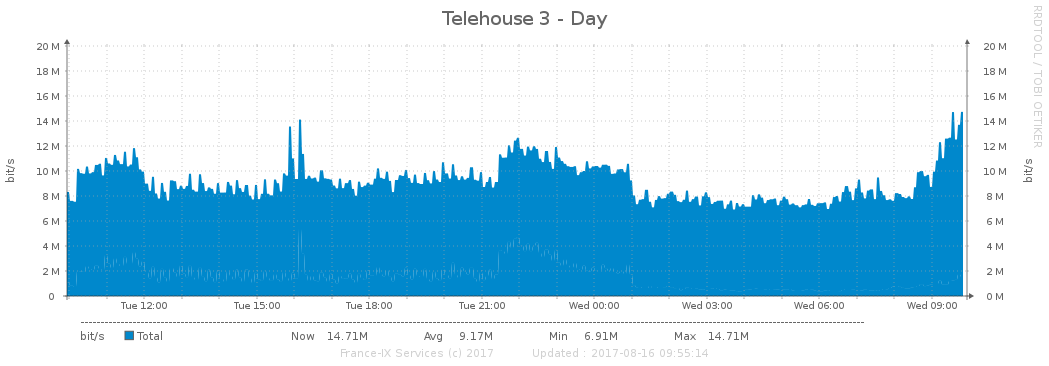 Telehouse 3 - Day
RRDTOOL / TOBI OETIKER
bit/s
bit/s
20 M 20 M
18 M 18 M
16 M 16 M
14 M 14 M
12 M 12 M
10 M 10 M
8 M 8 M
6 M 6 M
4 M 4 M
2 M 2 M
0 0 M
Tue 12:00 Tue 15:00 Tue 18:00 Tue 21:00 Wed 00:00 Wed 03:00 Wed 06:00 Wed 09:00
bit/s Total Now 14.71M Avg 9.17M Min 6.91M Max 14.71M
France-IX Services (c) 2017 Updated : 2017-08-16 09:55:14